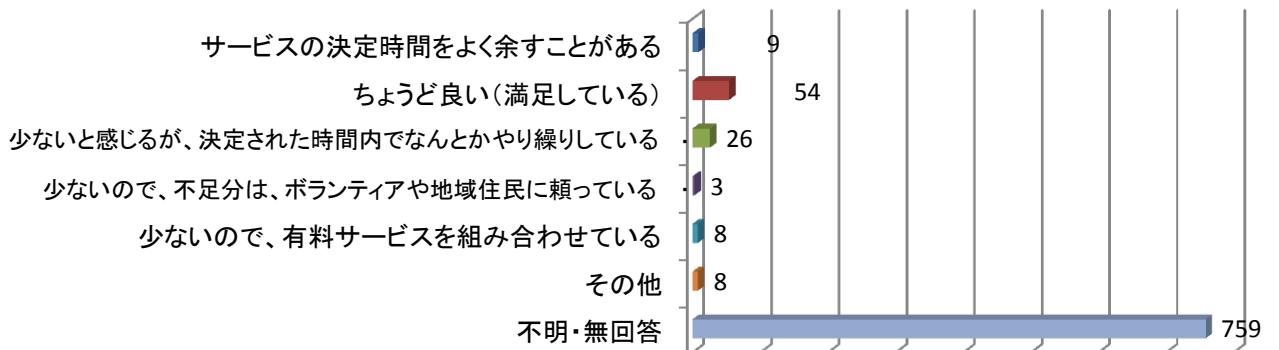 サービスの決定時間をよく余すことがある 9
ちょうど良い(満足している) 54
少ないと感じるが、決定された時間内でなんとかやり繰りしている 26
少ないので、不足分は、ボランティアや地域住民に頼っている 3
少ないので、有料サービスを組み合わせている 8
その他 8
不明・無回答 759